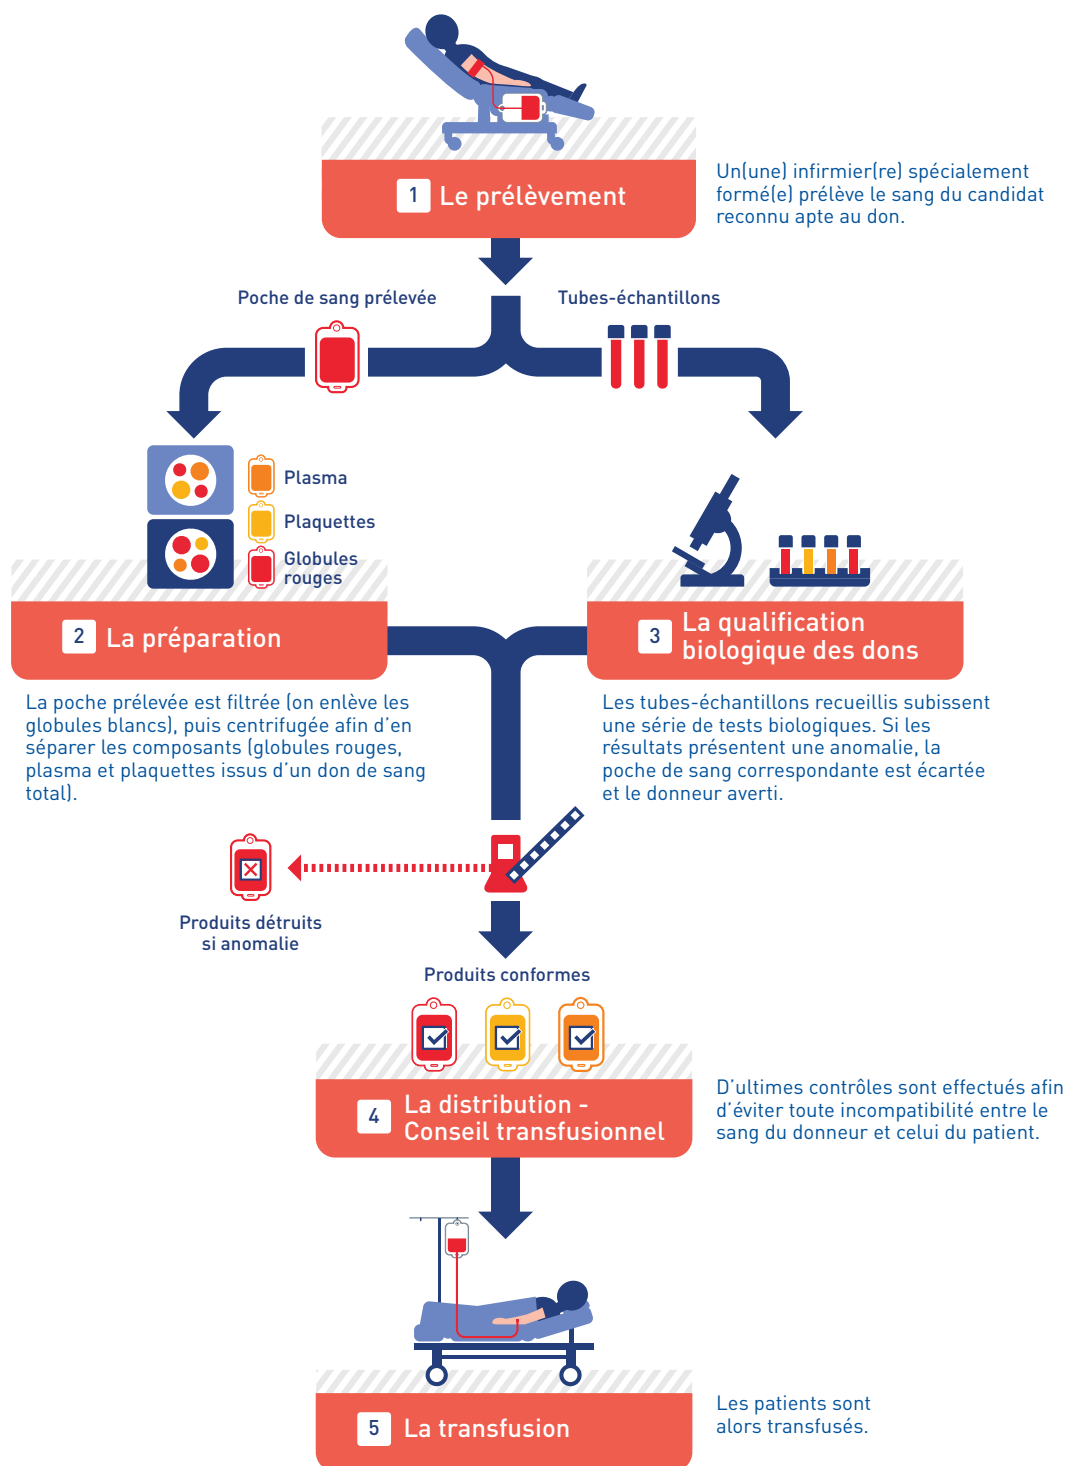 1 Le prélèvement
Un(une) infirmier(re) spécialement
formé(e) prélève le sang du candidat
reconnu apte au don.
Poche de sang prélevée
Tubes-échantillons
Plasma
Plaquettes
Globules
rouges
2 La préparation
La poche prélevée est filtrée (on enlève les
globules blancs), puis centrifugée afin d’en
séparer les composants (globules rouges,
plasma et plaquettes issus d’un don de sang
total).
3 La qualification
biologique des dons
Les tubes-échantillons recueillis subissent
une série de tests biologiques. Si les
résultats présentent une anomalie, la
poche de sang correspondante est écartée
et le donneur averti.
Produits détruits
si anomalie
Produits conformes
4 La distribution -
Conseil transfusionnel
D’ultimes contrôles sont effectués afin
d’éviter toute incompatibilité entre le
sang du donneur et celui du patient.
5 La transfusion
Les patients sont
alors transfusés.